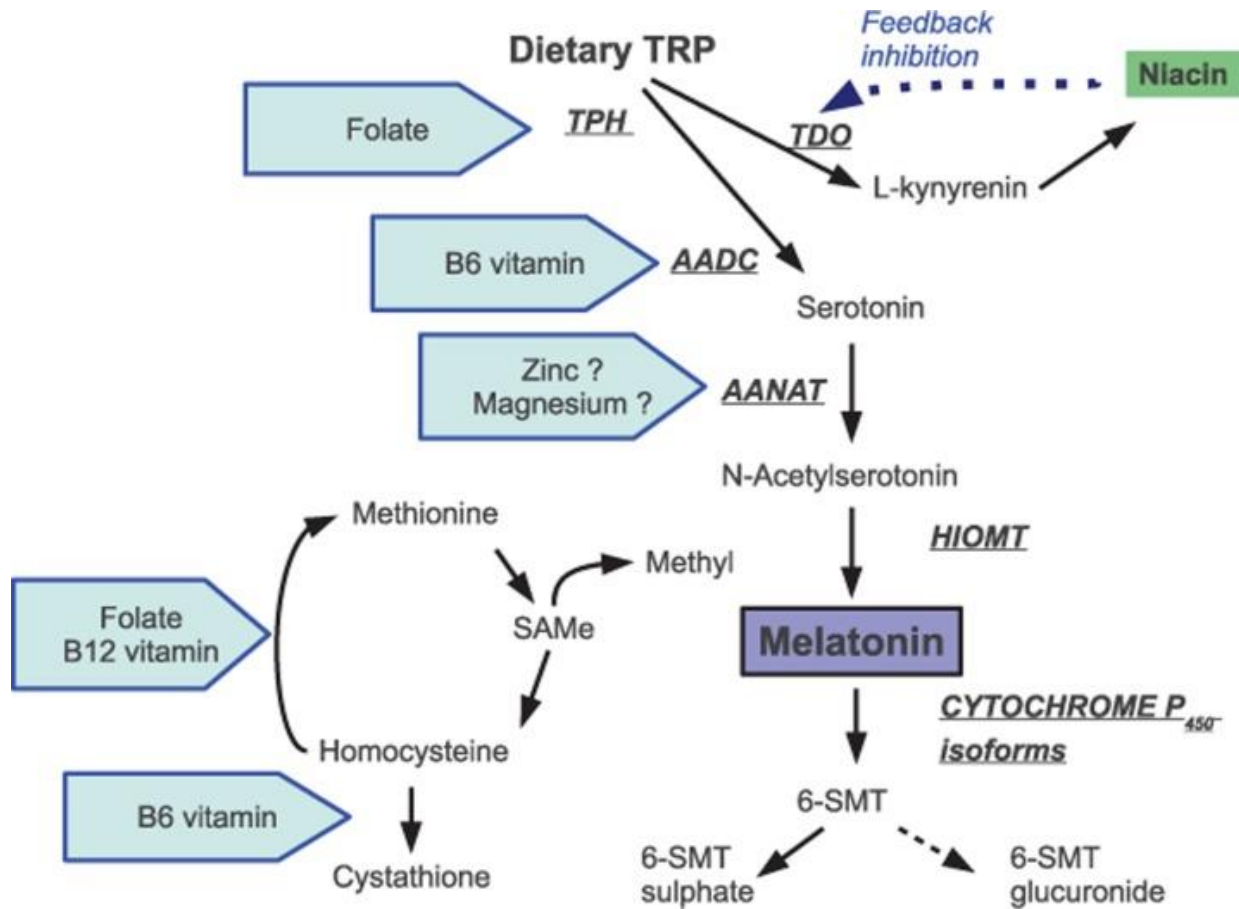 Feedback
inhibition
Dietary TRP
Niacin
Folate
TPH
TDO
L-kynyrenin
B6 vitamin
AADC
Serotonin
Zinc ?
Magnesium ?
AANAT
N-Acetylserotonin
Methionine
HIOMT
Methyl
Folate
B12 vitamin
SAMe
Melatonin
CYTOCHROME P450-
isoforms
Homocysteine
B6 vitamin
6-SMT
Cystathione
6-SMT
sulphate
6-SMT
glucuronide